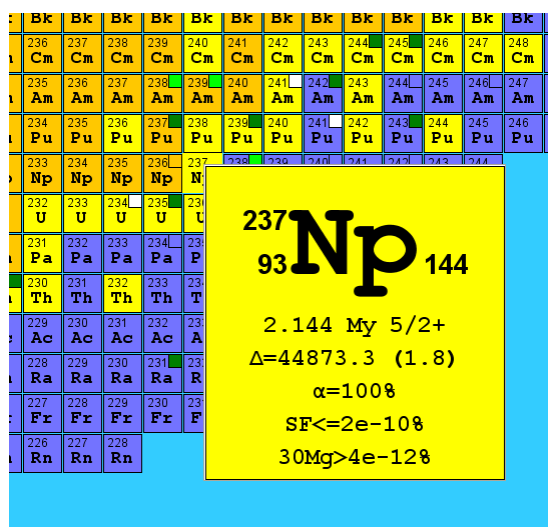 Bk Bk Bk Bk Bk Bk Bk Bk Bk Bk Bk Bk
236 237 238 239 240 241 242 243 244 245 246 247 248
Cm Cm Cm Cm Cm Cm Cm Cm Cm Cm Cm Cm Cm
235 236 237 238 239 240 241 242 243 244 245 246 247
Am Am Am Am Am Am Am Am Am Am Am Am Am
234 235 236 237 238 239 240 241 242 243 244 245 246
Pu Pu Pu Pu Pu Pu Pu Pu Pu Pu Pu Pu Pu
233 234 235 236 237 238 239 240 241 242 243 244
Np Np Np Np
232 233 234 235
U U U U
231 232 233 234
Pa Pa Pa Pa
230 231 232 233
Th Th Th Th
229 230 231 232
Ac Ac Ac Ac
228 229 230 231
Ra Ra Ra Ra
227 228 229 230
Fr Fr Fr Fr
226 227 228
Rn Rn Rn
237
Np
93 144
2.144 My 5/2+
Δ=44873.3 (1.8)
α=100%
SF<=2e-10%
30Mg>4e-12%